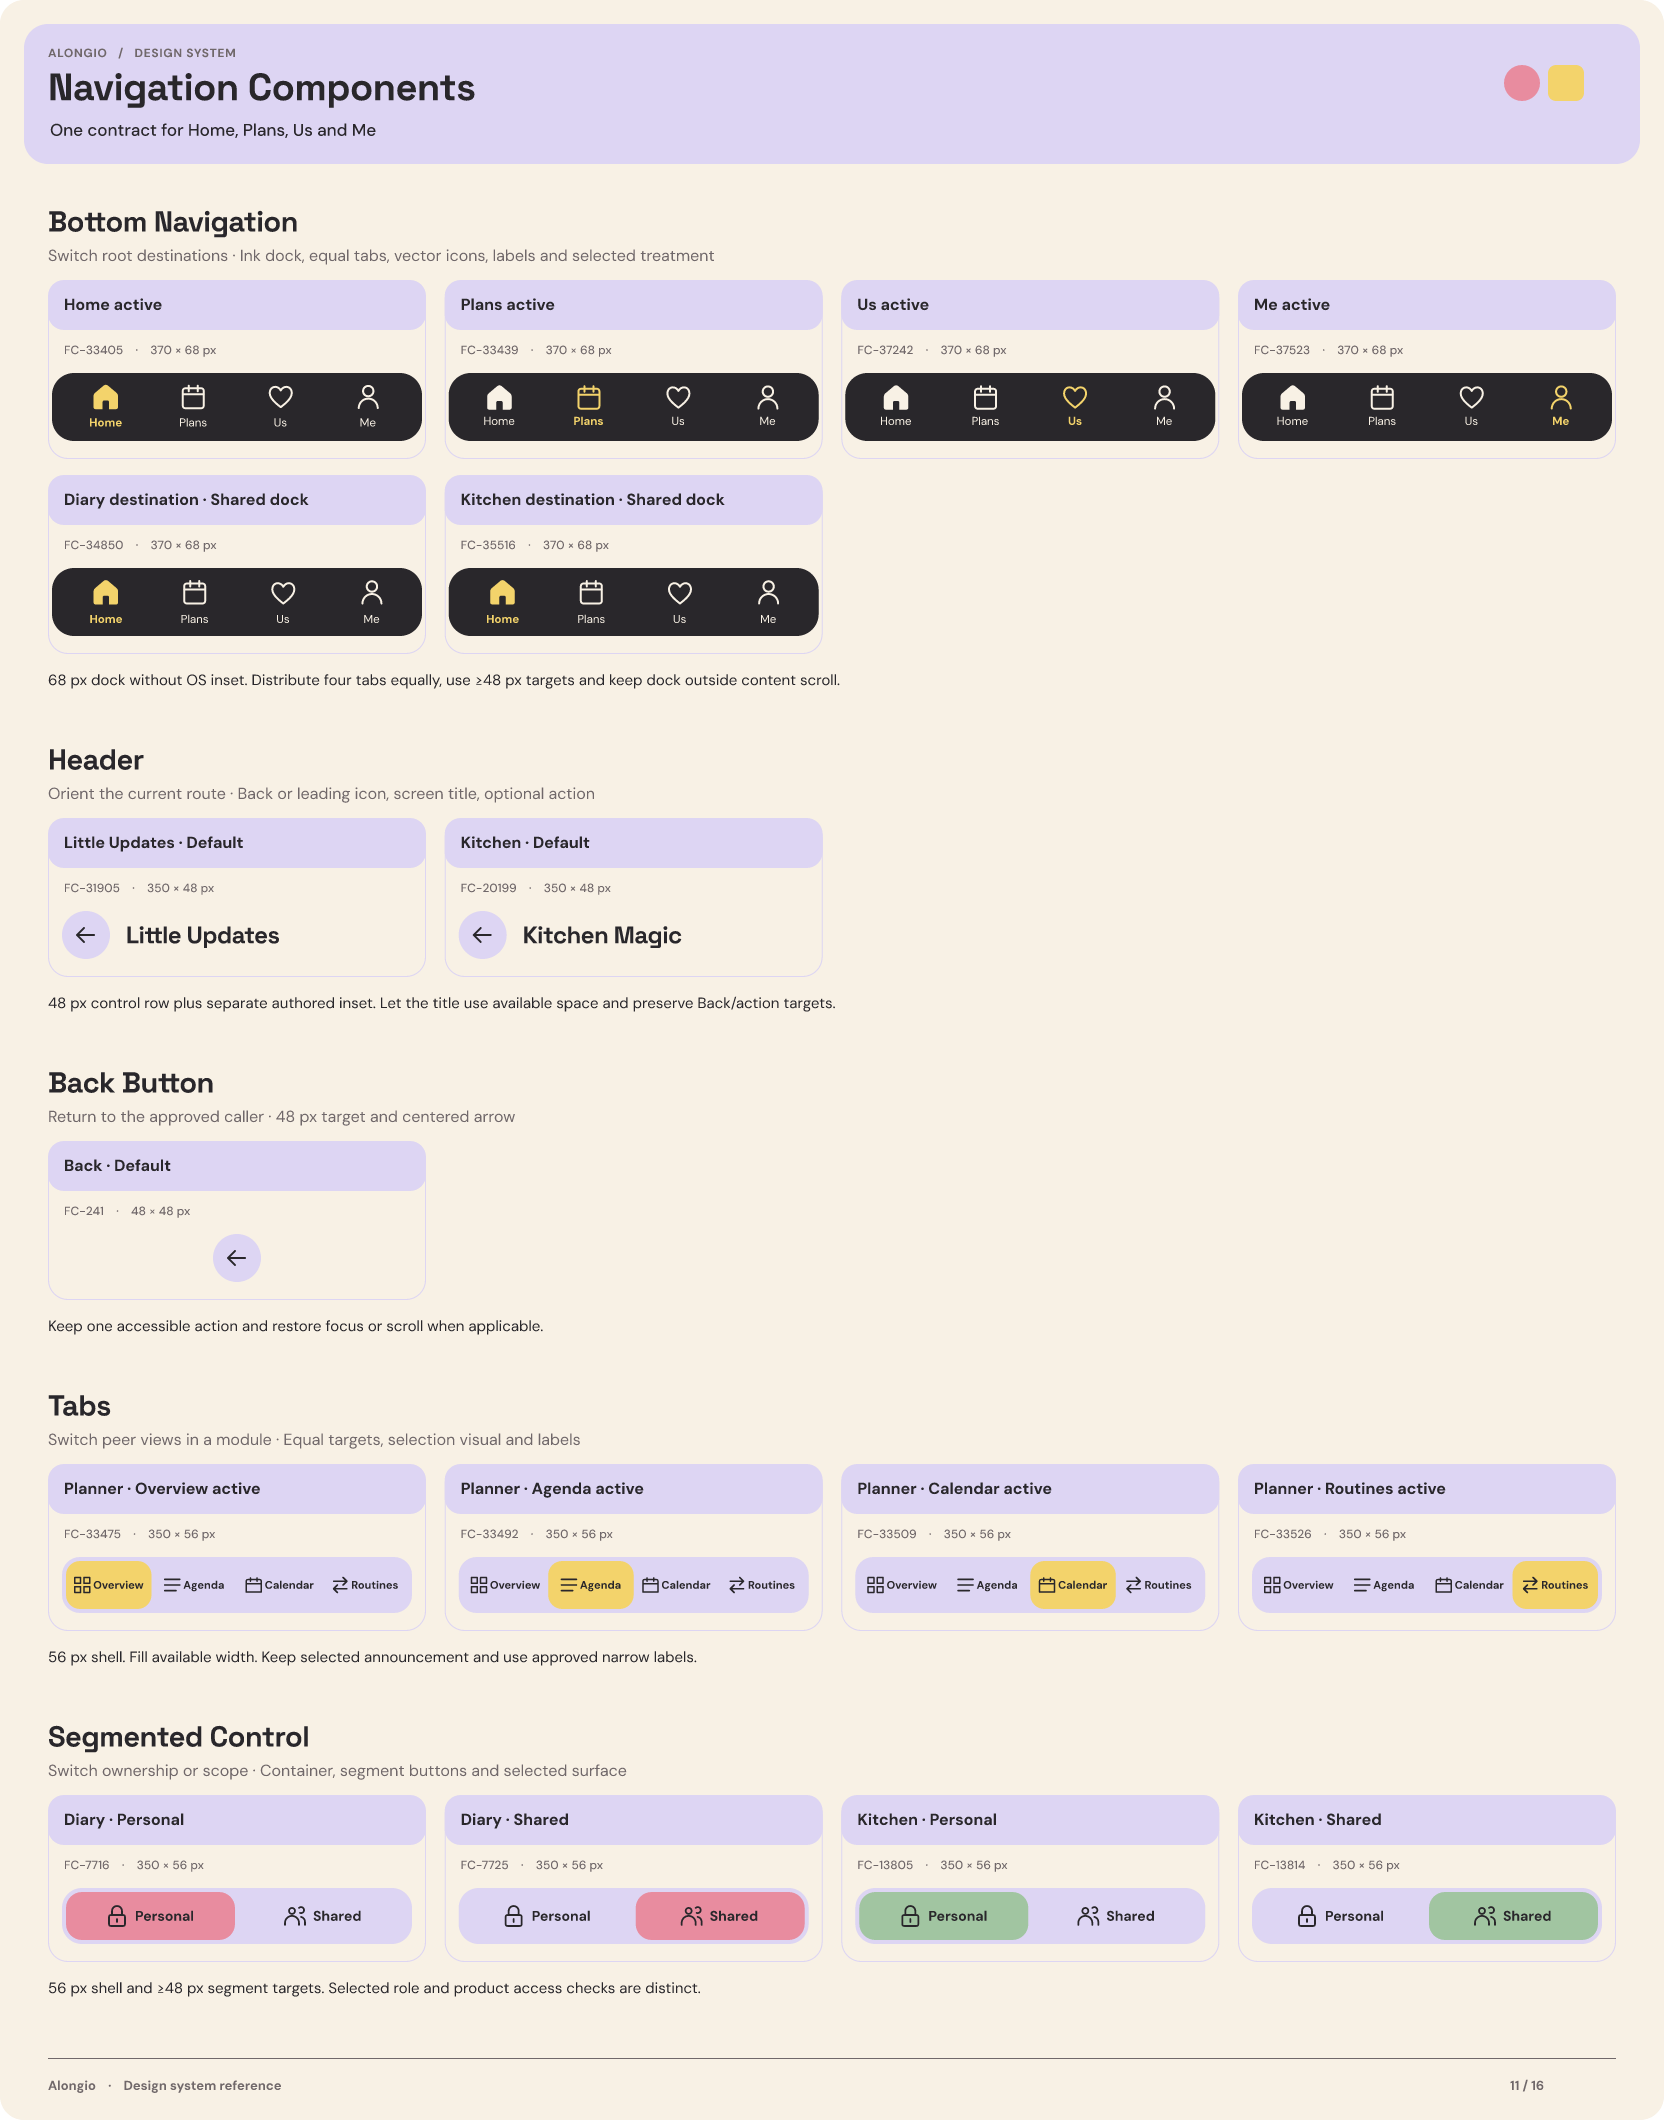 ALONGIO / DESIGN SYSTEM
Navigation Components
One contract for Home, Plans, Us and Me
Bottom Navigation
Switch root destinations · Ink dock, equal tabs, vector icons, labels and selected treatment
Home active
FC-33405 · 370 × 68 px
Home Plans Us Me
Plans active
FC-33439 · 370 × 68 px
Home Plans Us Me
Us active
FC-37242 · 370 × 68 px
Home Plans Us Me
Me active
FC-37523 · 370 × 68 px
Home Plans Us Me
Diary destination · Shared dock
FC-34850 · 370 × 68 px
Home Plans Us Me
Kitchen destination · Shared dock
FC-35516 · 370 × 68 px
Home Plans Us Me
68 px dock without OS inset. Distribute four tabs equally, use ≥48 px targets and keep dock outside content scroll.
Header
Orient the current route · Back or leading icon, screen title, optional action
Little Updates · Default
FC-31905 · 350 × 48 px
Little Updates
Kitchen · Default
FC-20199 · 350 × 48 px
Kitchen Magic
48 px control row plus separate authored inset. Let the title use available space and preserve Back/action targets.
Back Button
Return to the approved caller · 48 px target and centered arrow
Back · Default
FC-241 · 48 × 48 px
Keep one accessible action and restore focus or scroll when applicable.
Tabs
Switch peer views in a module · Equal targets, selection visual and labels
Planner · Overview active
FC-33475 · 350 × 56 px
Overview Agenda Calendar Routines
Planner · Agenda active
FC-33492 · 350 × 56 px
Overview Agenda Calendar Routines
Planner · Calendar active
FC-33509 · 350 × 56 px
Overview Agenda Calendar Routines
Planner · Routines active
FC-33526 · 350 × 56 px
Overview Agenda Calendar Routines
56 px shell. Fill available width. Keep selected announcement and use approved narrow labels.
Segmented Control
Switch ownership or scope · Container, segment buttons and selected surface
Diary · Personal
FC-7716 · 350 × 56 px
Personal Shared
Diary · Shared
FC-7725 · 350 × 56 px
Personal Shared
Kitchen · Personal
FC-13805 · 350 × 56 px
Personal Shared
Kitchen · Shared
FC-13814 · 350 × 56 px
Personal Shared
56 px shell and ≥48 px segment targets. Selected role and product access checks are distinct.
Alongio · Design system reference
11 / 16